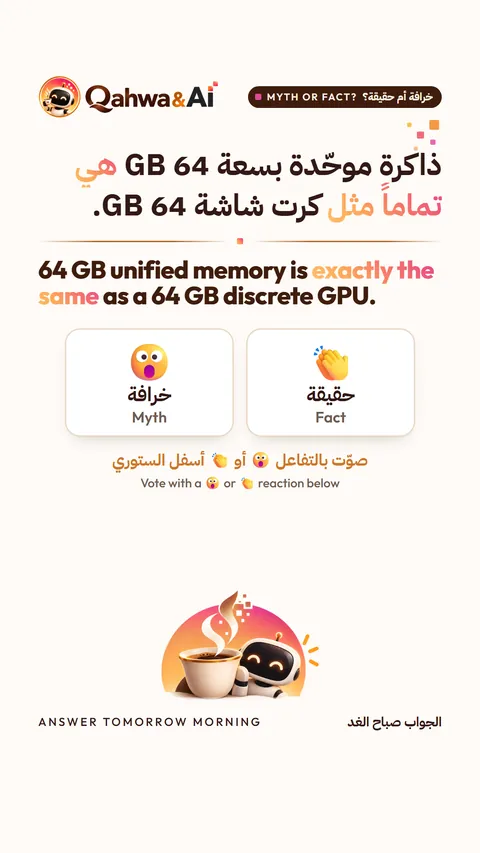 Qahwa&Ai
MYTH OR FACT? خرافة أم حقيقة؟
ذاكرة موحّدة بسعة 64 GB هي
تماماً مثل كرت شاشة 64 GB.
64 GB unified memory is exactly the
same as a 64 GB discrete GPU.
خرافة
Myth
حقيقة
Fact
صوّت بالتفاعل 😮 أو 👏 أسفل الستوري
Vote with a 😮 or 👏 reaction below
ANSWER TOMORROW MORNING
الجواب صباح الغد